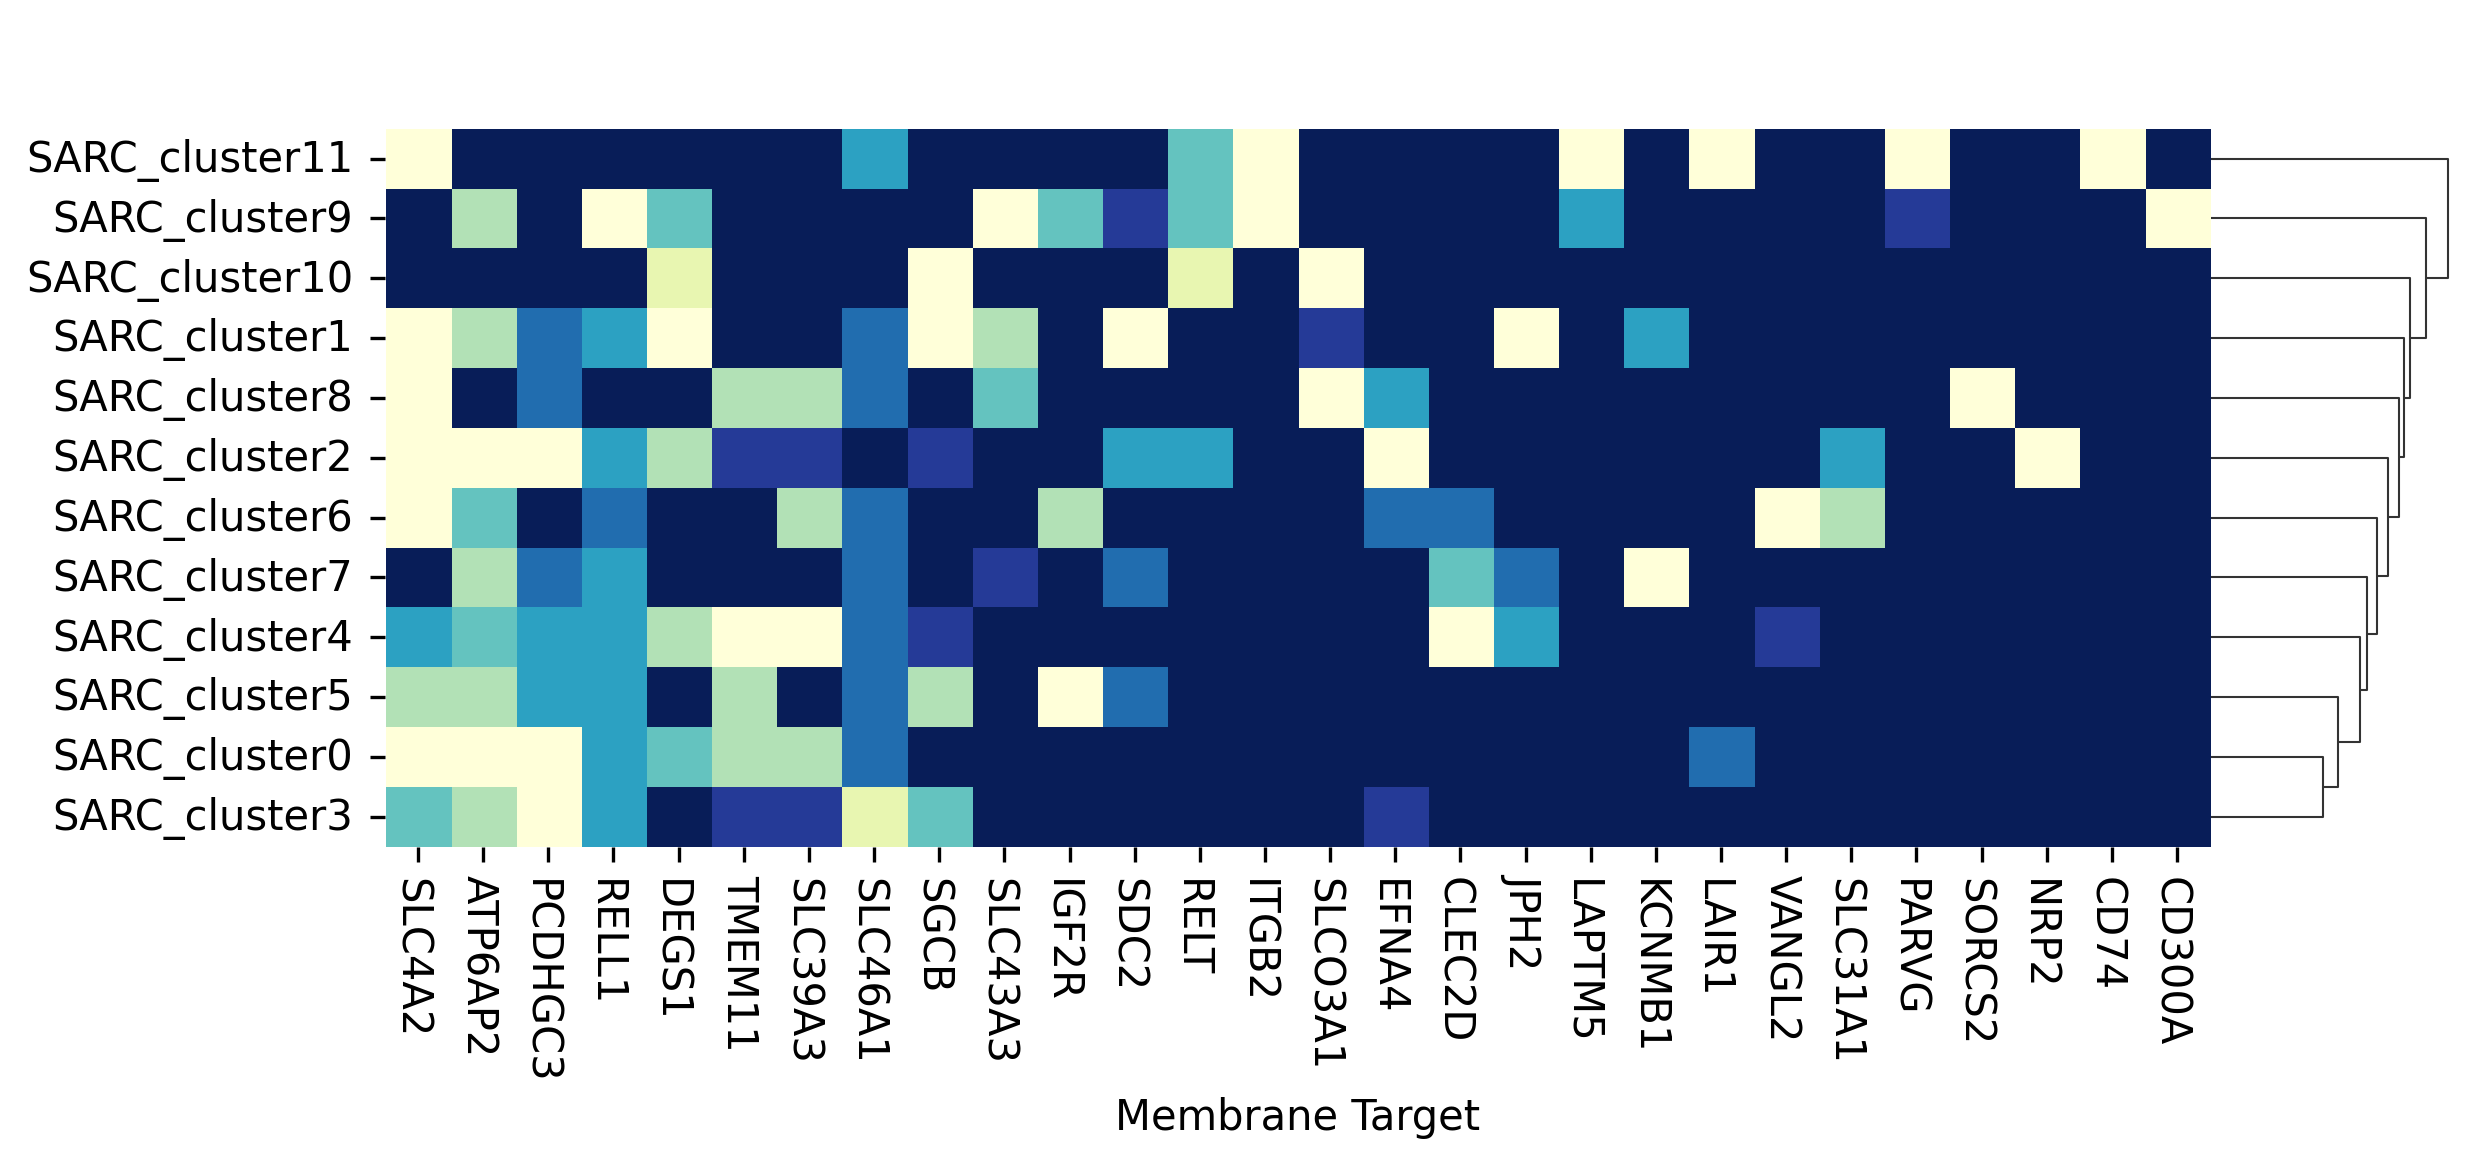 SARC_cluster11
SARC_cluster9
SARC_cluster10
SARC_cluster1
SARC_cluster8
SARC_cluster2
SARC_cluster6
SARC_cluster7
SARC_cluster4
SARC_cluster5
SARC_cluster0
SARC_cluster3
SLC4A2
ATP6AP2
PCDHGC3
RELL1
DEGS1
TMEM11
SLC39A3
SLC46A1
SGCB
SLC43A3
IGF2R
SDC2
RELT
ITGB2
SLCO3A1
EFNA4
CLEC2D
JPH2
LAPTM5
KCNMB1
LAIR1
VANGL2
SLC31A1
PARVG
SORCS2
NRP2
CD74
CD300A
Membrane Target